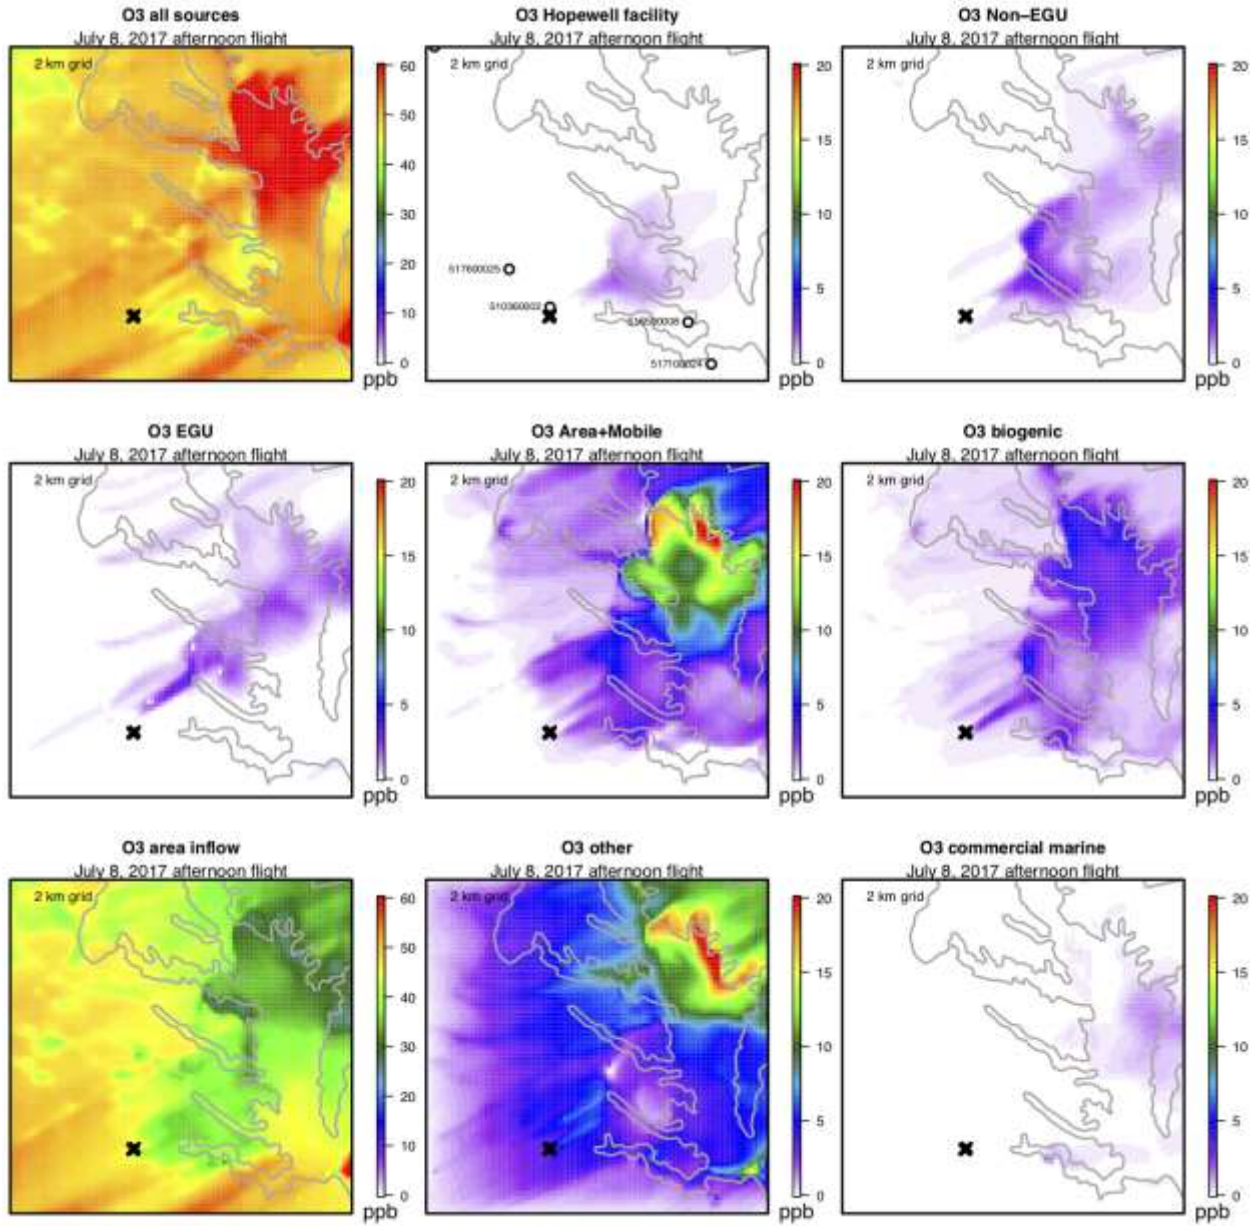 O3 all sources
July 8, 2017 afternoon flight
2 km grid
60
50
40
30
20
10
0
ppb
O3 Hopewell facility
July 8, 2017 afternoon flight
2 km grid
517600025
510360002
517100024
20
15
10
5
0
ppb
O3 Non−EGU
July 8, 2017 afternoon flight
2 km grid
20
15
10
5
0
ppb
O3 EGU
July 8, 2017 afternoon flight
2 km grid
20
15
10
5
0
ppb
O3 Area+Mobile
July 8, 2017 afternoon flight
2 km grid
20
15
10
5
0
ppb
O3 biogenic
July 8, 2017 afternoon flight
2 km grid
20
15
10
5
0
ppb
O3 area inflow
July 8, 2017 afternoon flight
2 km grid
60
50
40
30
20
10
0
ppb
O3 other
July 8, 2017 afternoon flight
2 km grid
20
15
10
5
0
ppb
O3 commercial marine
July 8, 2017 afternoon flight
2 km grid
20
15
10
5
0
ppb